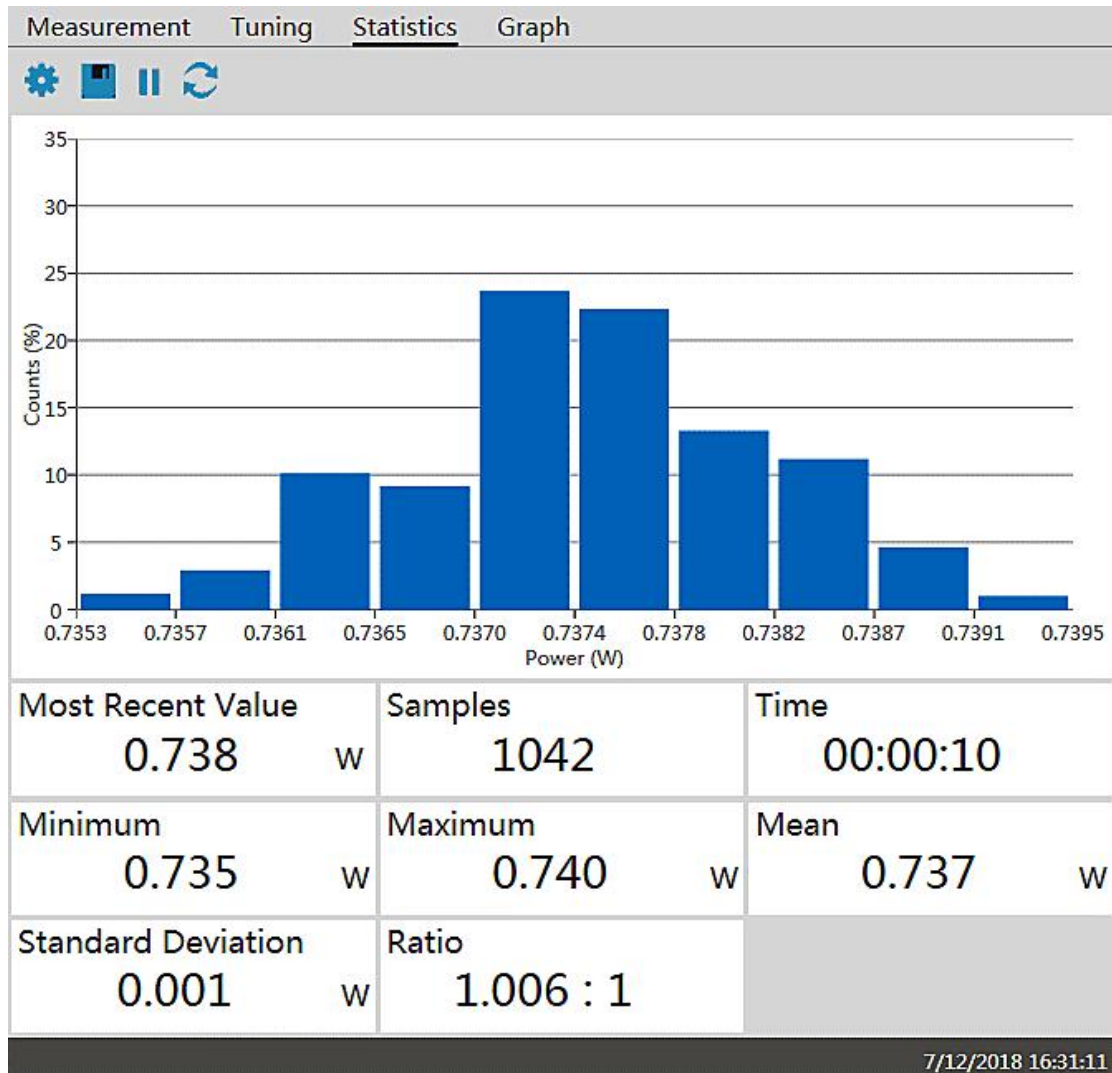 Measurement Tuning Statistics Graph
35
30
25
20
15
10
5
0
Counts (%)
0.7353 0.7357 0.7361 0.7365 0.7370 0.7374 0.7378 0.7382 0.7387 0.7391 0.7395
Power (W)
Most Recent Value Samples Time
0.738 W 1042 00:00:10
Minimum Maximum Mean
0.735 W 0.740 W 0.737 W
Standard Deviation Ratio
0.001 W 1.006 : 1
7/12/2018 16:31:11